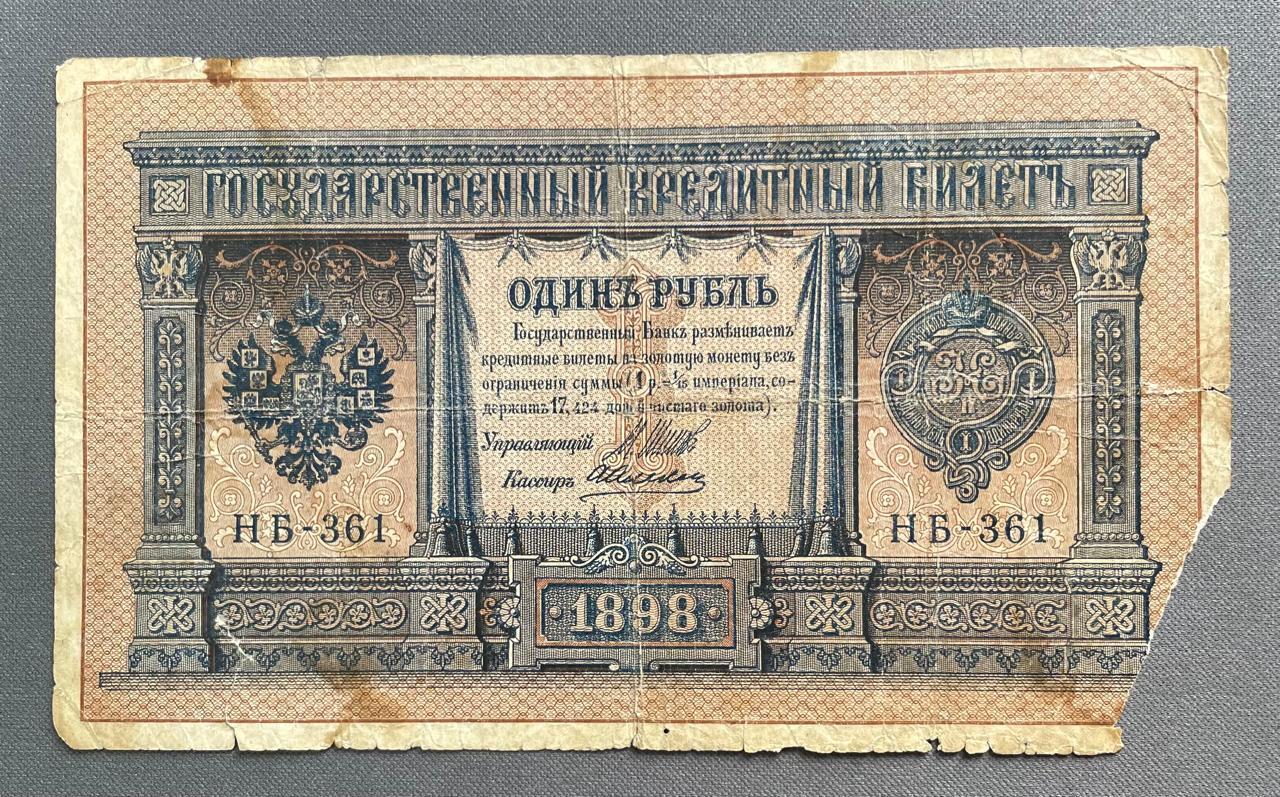 ГОСУДАРСТВЕННЫЙ КРЕДИТНЫЙ БИЛЕТЪ
ОДИНЪ РУБЛЬ
Государственный Банкъ размѣниваетъ
кредитные билеты на золотую монету безъ
ограниченія суммы (1 р. = 1/15 имперіала, со-
держитъ 17,424 дол. чистаго золота).
Управляющій
Кассиръ
НБ-361
НБ-361
1898